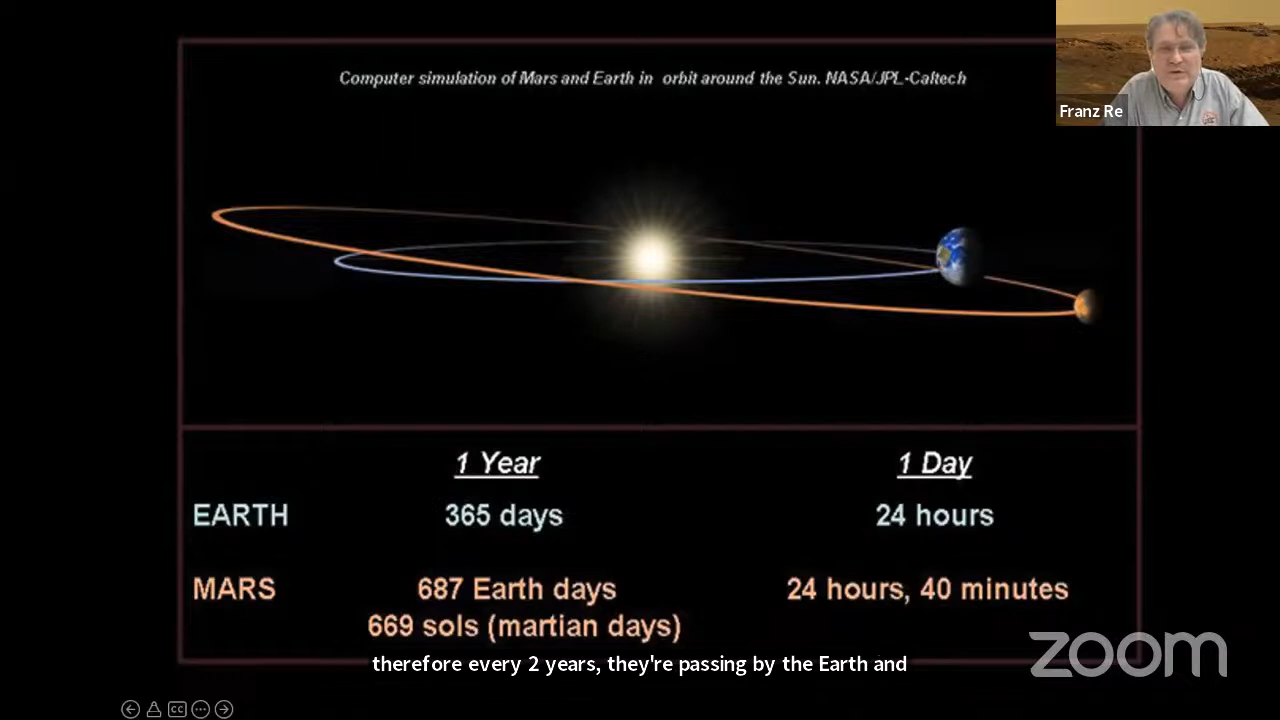 Computer simulation of Mars and Earth in orbit around the Sun. NASA/JPL-Caltech
Franz Re
1 Year 1 Day
EARTH 365 days 24 hours
MARS 687 Earth days 24 hours, 40 minutes
669 sols (martian days)
therefore every 2 years, they're passing by the Earth and
zoom
CC